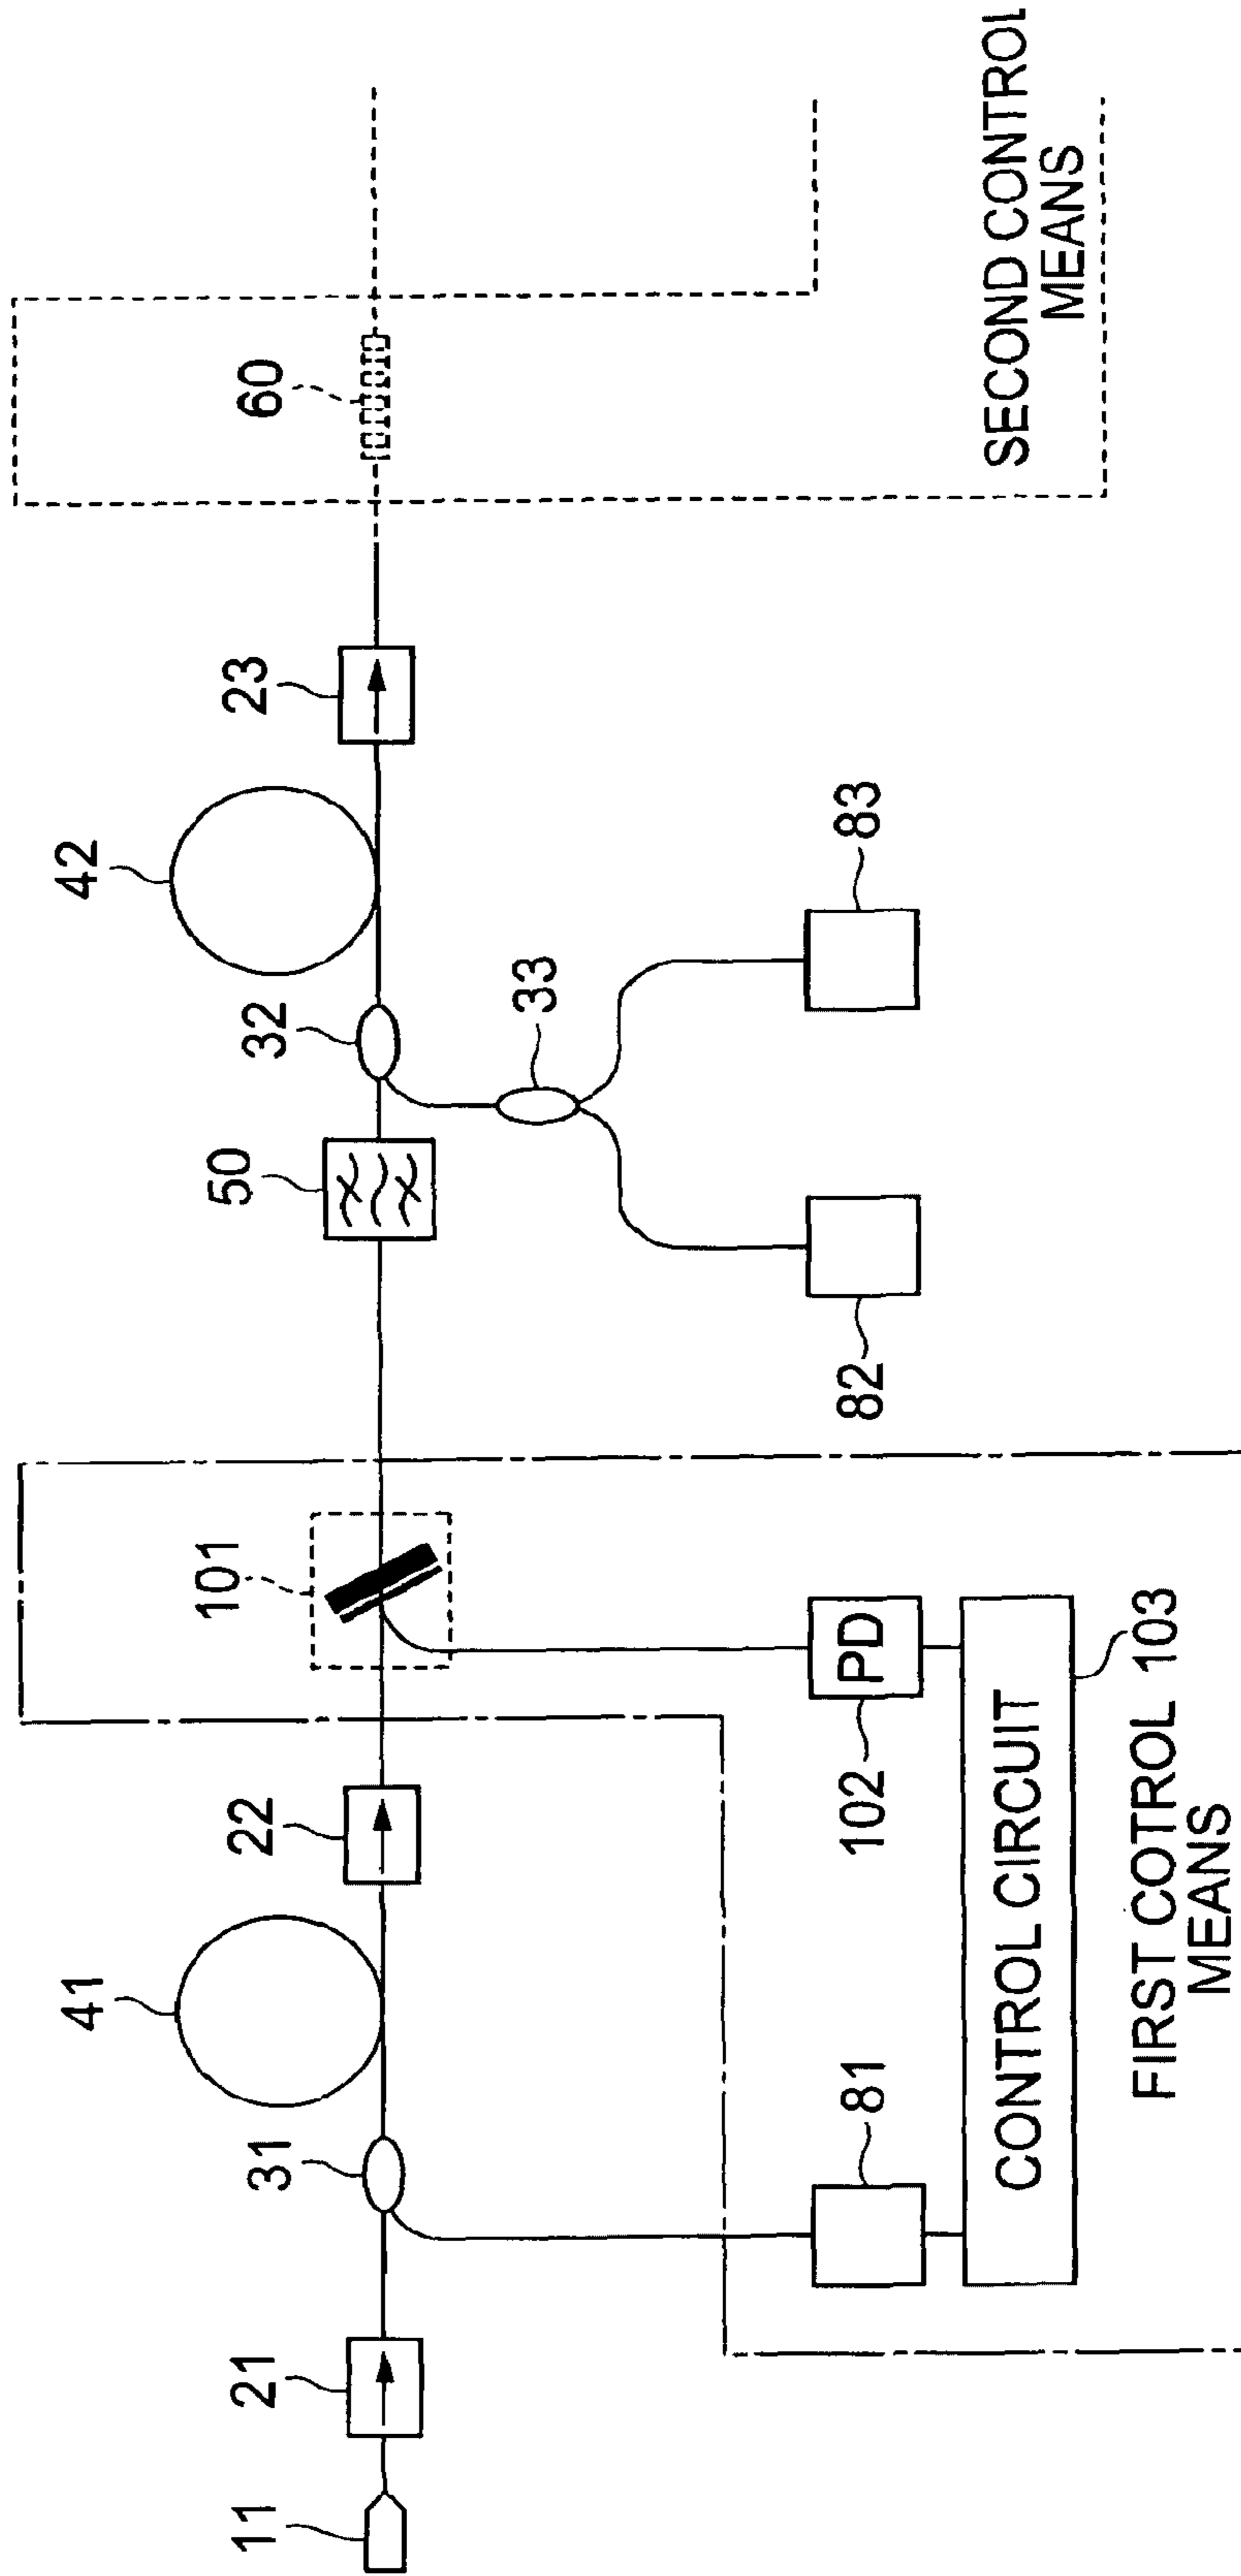 11
21
31
41
22
101
50
32
33
42
23
60
81
82
83
102
PD
CONTROL CIRCUIT
103
FIRST COTROL
MEANS
SECOND CONTROL
MEANS